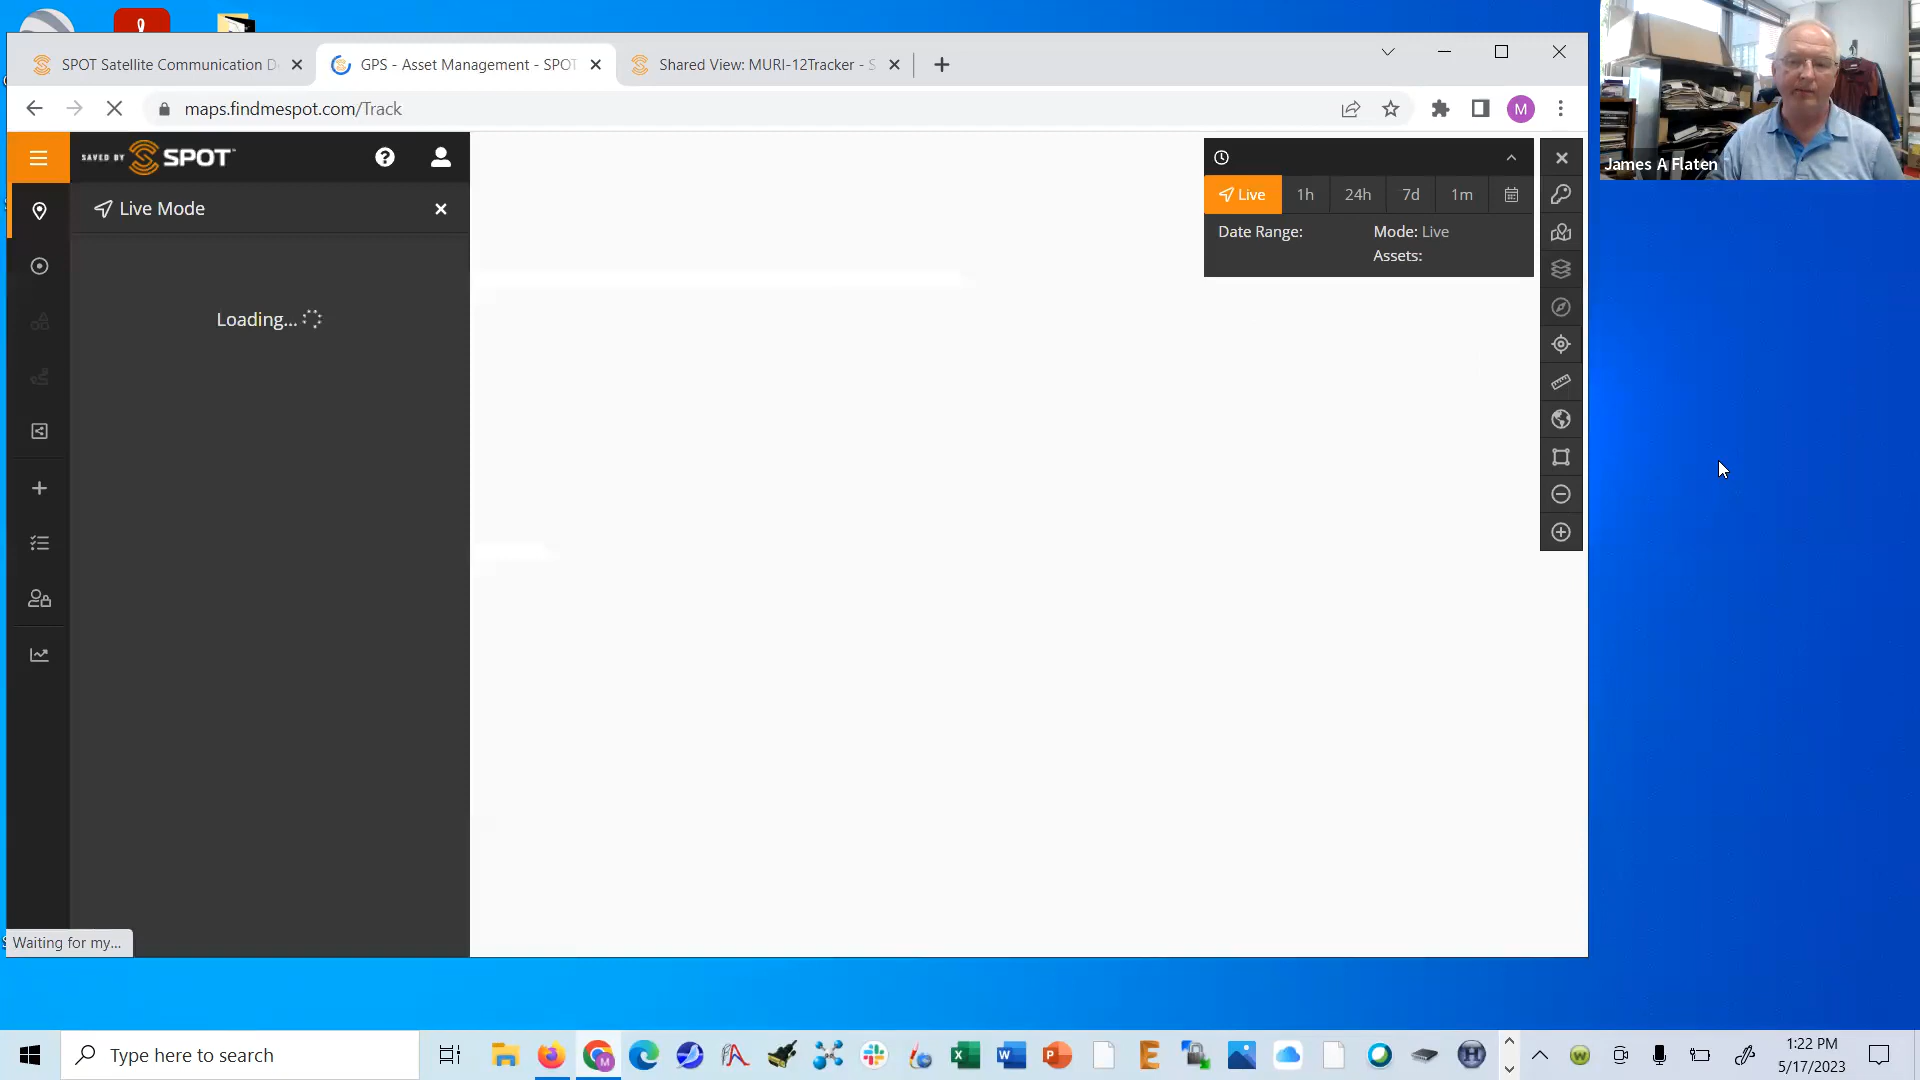 SPOT Satellite Communication D
GPS - Asset Management - SPOT
Shared View: MURI-12Tracker - S
maps.findmespot.com/Track
M
SAVED BY SPOT
Live Mode
Loading...
Live 1h 24h 7d 1m
Date Range:
Mode: Live
Assets:
James A Flaten
Waiting for my...
Type here to search
1:22 PM
5/17/2023